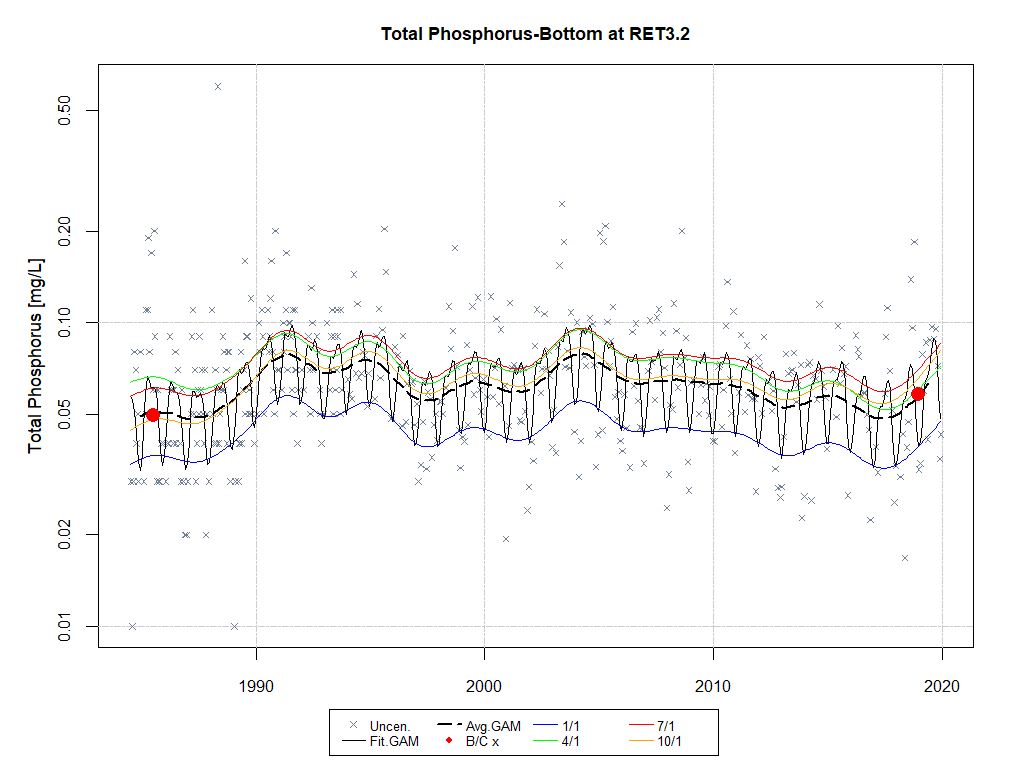 Total Phosphorus-Bottom at RET3.2
Total Phosphorus [mg/L]
0.50
0.20
0.10
0.05
0.02
0.01
1990 2000 2010 2020
Uncen. Avg.GAM 1/1 7/1
Fit.GAM B/C x 4/1 10/1